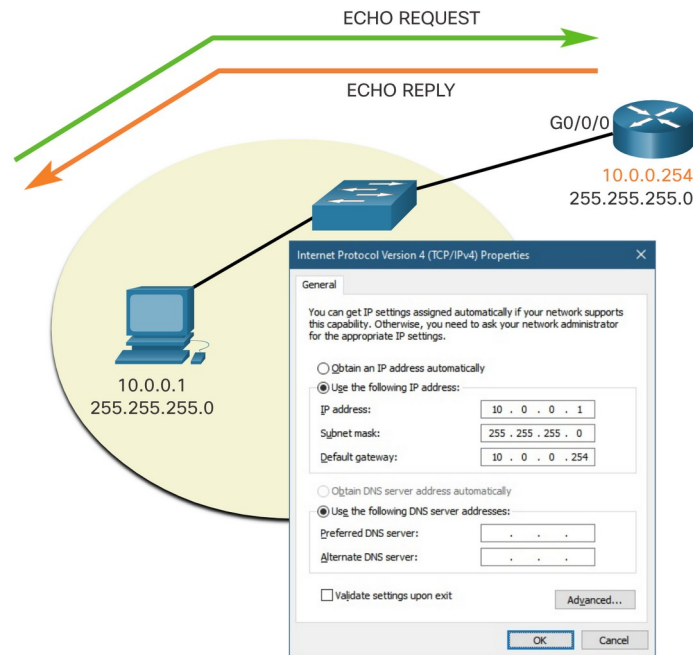 ECHO REQUEST
ECHO REPLY
G0/0/0
10.0.0.254
255.255.255.0
10.0.0.1
255.255.255.0
Internet Protocol Version 4 (TCP/IPv4) Properties
General
You can get IP settings assigned automatically if your network supports
this capability. Otherwise, you need to ask your network administrator
for the appropriate IP settings.
Obtain an IP address automatically
Use the following IP address:
IP address: 10 . 0 . 0 . 1
Subnet mask: 255 . 255 . 255 . 0
Default gateway: 10 . 0 . 0 . 254
Obtain DNS server address automatically
Use the following DNS server addresses:
Preferred DNS server: . . .
Alternate DNS server: . . .
Validate settings upon exit
Advanced...
OK Cancel